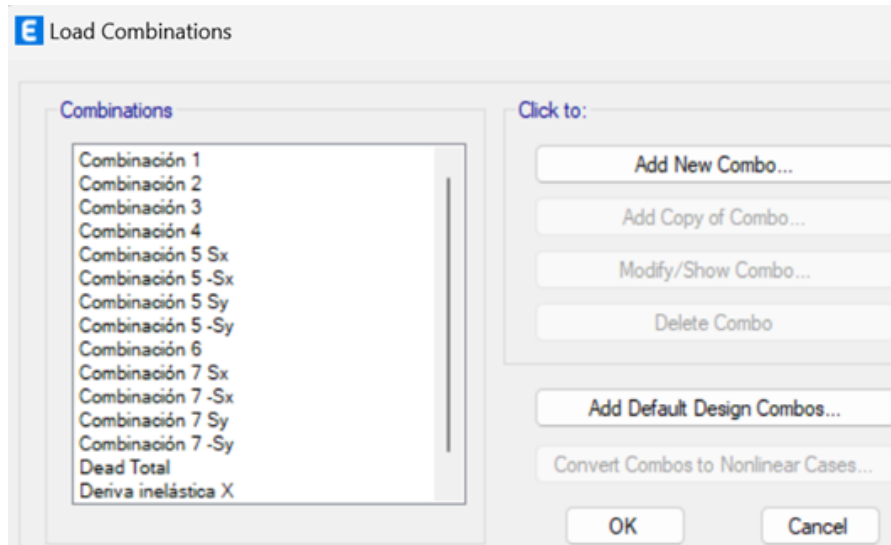 E Load Combinations
Combinations
Combinación 1
Combinación 2
Combinación 3
Combinación 4
Combinación 5 Sx
Combinación 5 -Sx
Combinación 5 Sy
Combinación 5 -Sy
Combinación 6
Combinación 7 Sx
Combinación 7 -Sx
Combinación 7 Sy
Combinación 7 -Sy
Dead Total
Deriva inelástica X
Click to:
Add New Combo...
Add Copy of Combo...
Modify/Show Combo...
Delete Combo
Add Default Design Combos...
Convert Combos to Nonlinear Cases...
OK
Cancel